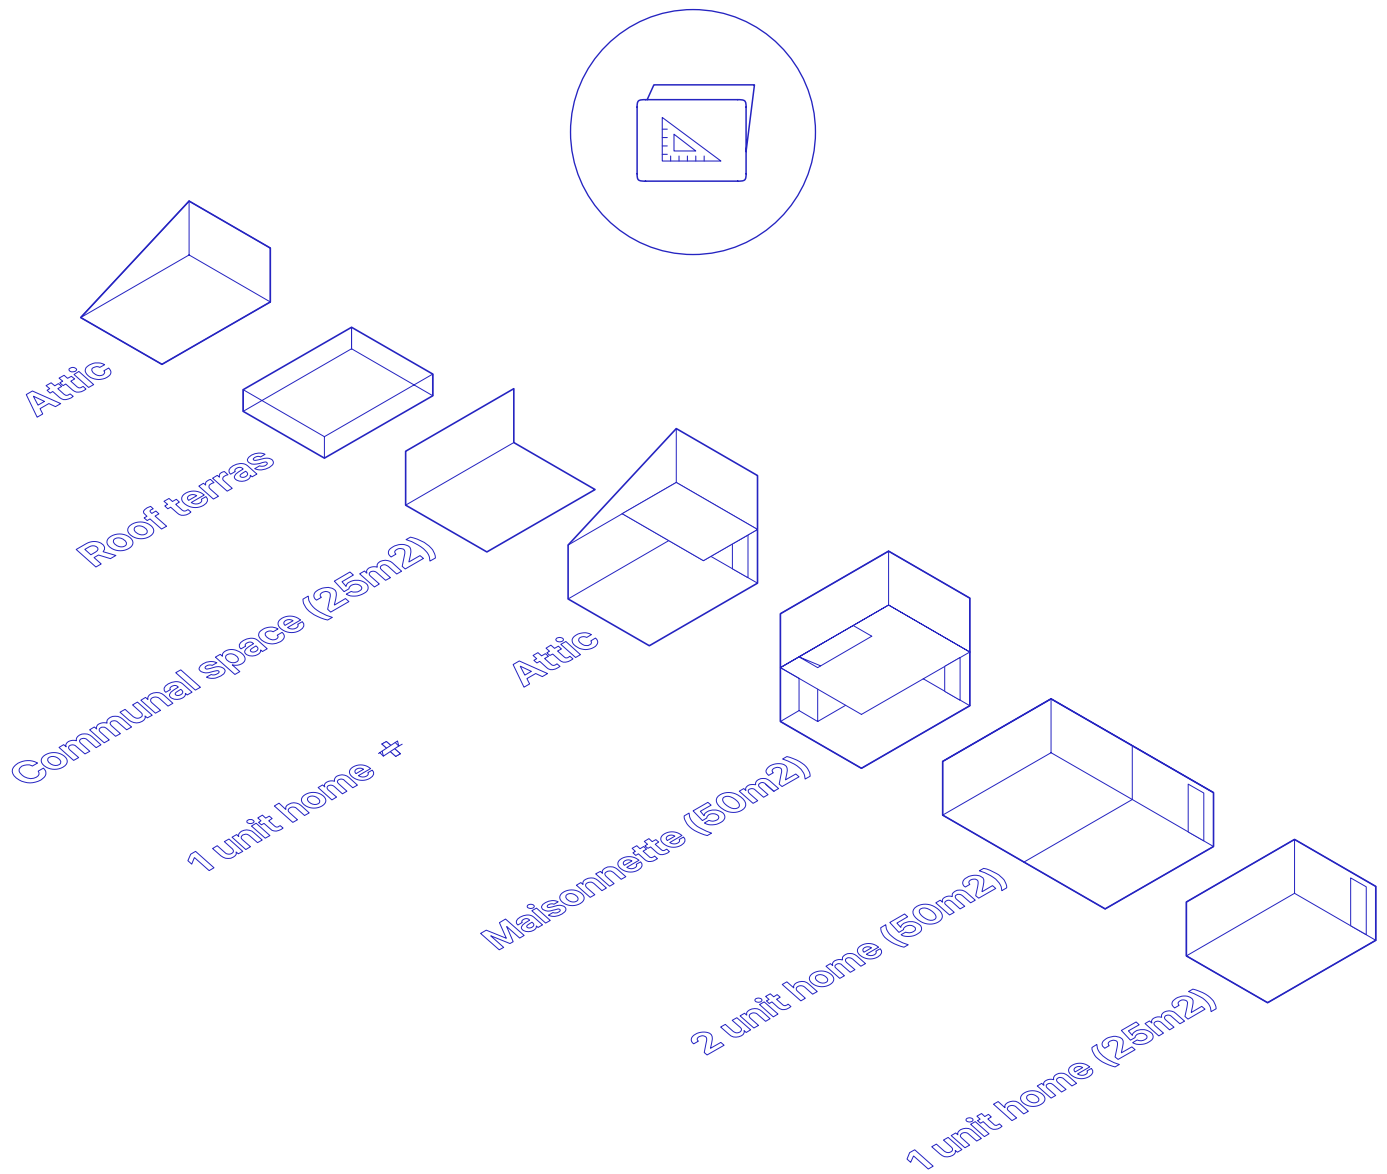 Attic
Roof terras
Communal space (25m2)
1 unit home +
Attic
Maisonnette (50m2)
2 unit home (50m2)
1 unit home (25m2)